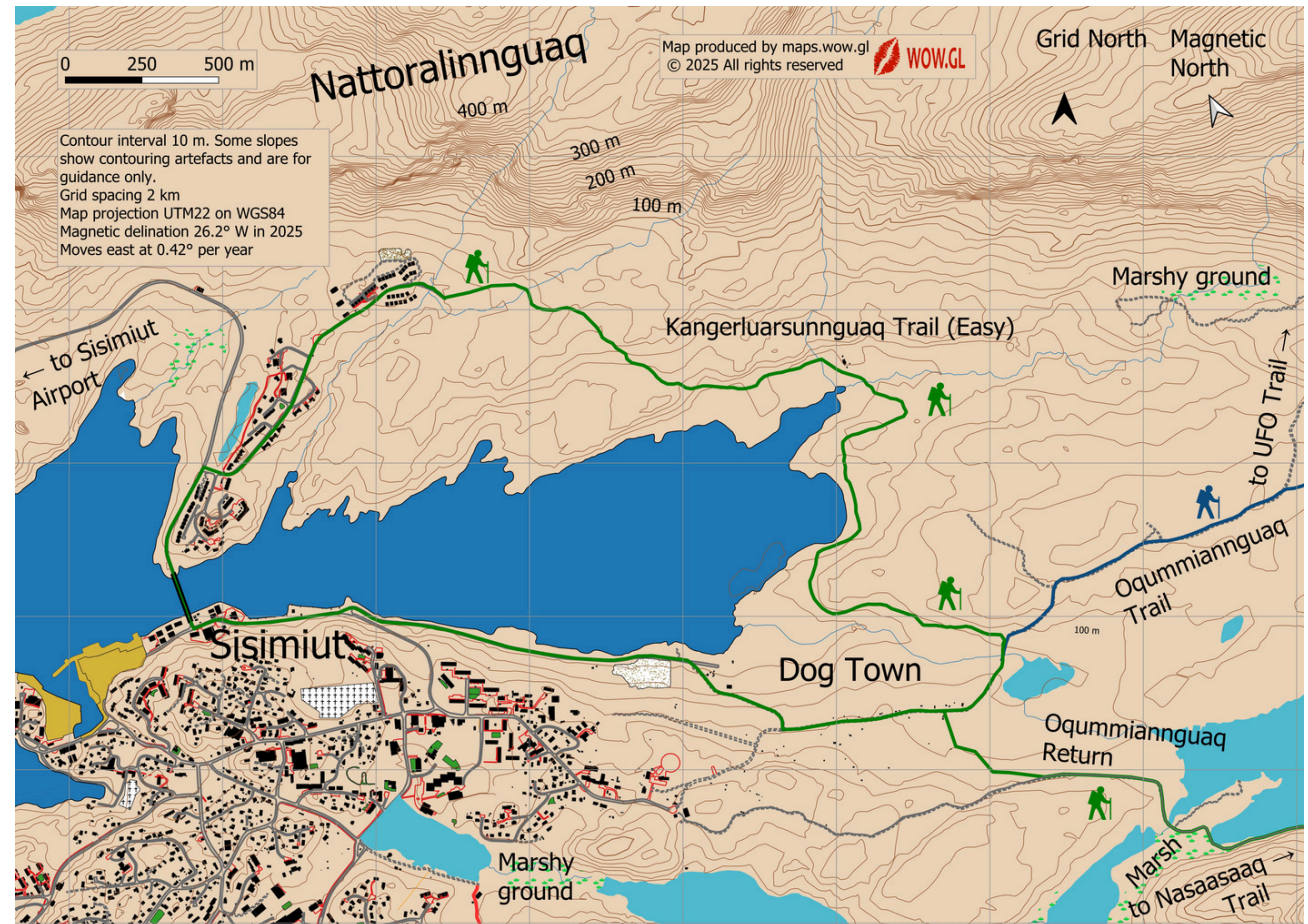 0 250 500 m
Nattoralinnguaq
Map produced by maps.wow.gl
© 2025 All rights reserved
WOW.GL
Grid North
Magnetic
North
400 m
300 m
200 m
100 m
Contour interval 10 m. Some slopes
show contouring artefacts and are for
guidance only.
Grid spacing 2 km
Map projection UTM22 on WGS84
Magnetic delination 26.2° W in 2025
Moves east at 0.42° per year
Marshy ground
Kangerluarsunnguaq Trail (Easy)
← to Sisimiut
Airport
to UFO Trail →
Oqummiannguaq
Trail
100 m
Sisimiut
Dog Town
Oqummiannguaq
Return
Marshy
ground
Marsh
to Nasaasaaq →
Trail